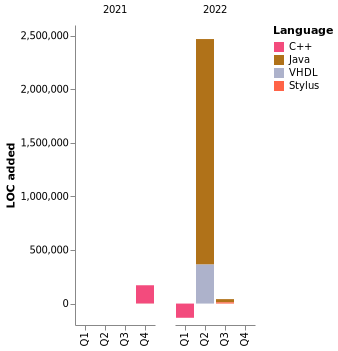 2021 2022
Language
C++
Java
VHDL
Stylus
LOC added
2,500,000
2,000,000
1,500,000
1,000,000
500,000
0
Q1 Q2 Q3 Q4 Q1 Q2 Q3 Q4